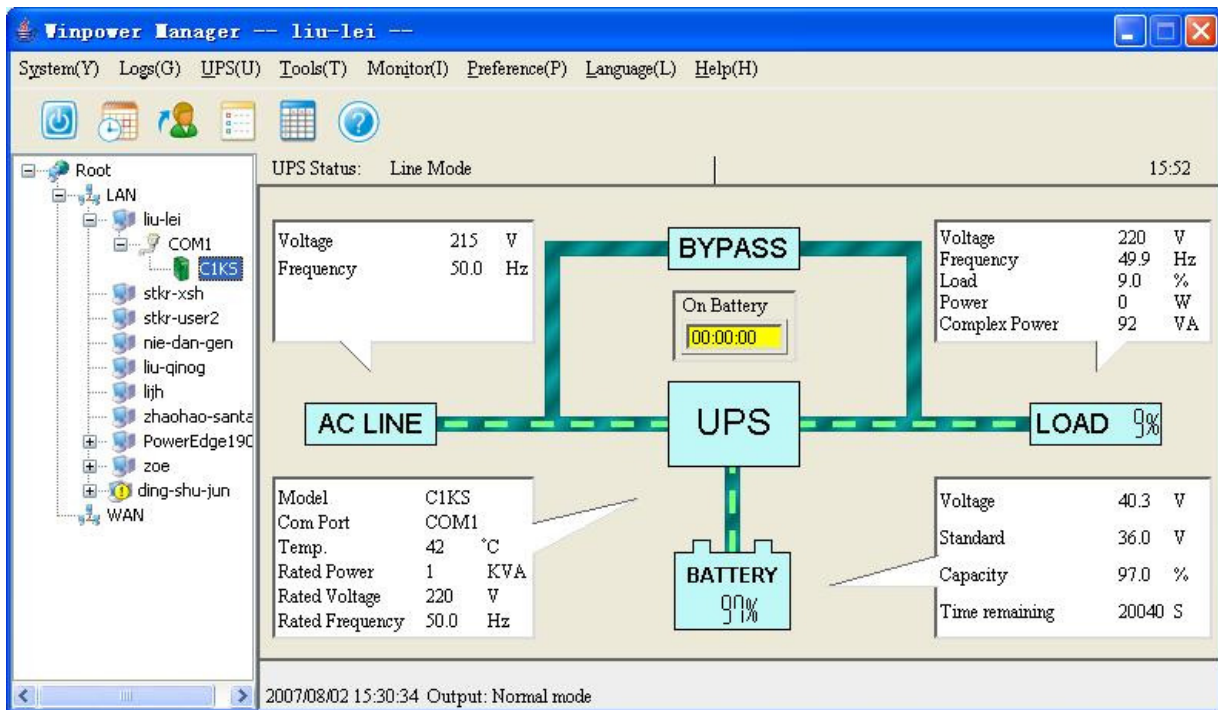 Winpower Manager -- liu-lei --
System(Y) Logs(G) UPS(U) Tools(T) Monitor(I) Preference(P) Language(L) Help(H)
Root
LAN
liu-lei
COM1
C1KS
stkr-xsh
stkr-user2
nie-dan-gen
liu-qinog
lijh
zhaohao-santa
PowerEdge190
zoe
ding-shu-jun
WAN
UPS Status: Line Mode 15:52
Voltage 215 V
Frequency 50.0 Hz
BYPASS
On Battery
00:00:00
Voltage 220 V
Frequency 49.9 Hz
Load 9.0 %
Power 0 W
Complex Power 92 VA
AC LINE
UPS
LOAD 9%
Model C1KS
Com Port COM1
Temp. 42 °C
Rated Power 1 KVA
Rated Voltage 220 V
Rated Frequency 50.0 Hz
BATTERY
97%
Voltage 40.3 V
Standard 36.0 V
Capacity 97.0 %
Time remaining 20040 S
2007/08/02 15:30:34 Output: Normal mode